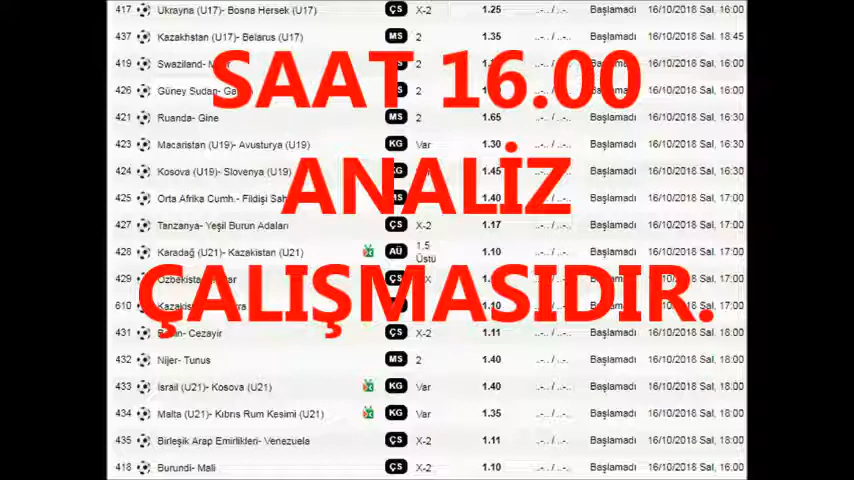 417 Ukrayna (U17)- Bosna Hersek (U17) ÇS X-2 1.25 ..-.. / ..-.. Başlamadı 16/10/2018 Sal, 16:00
437 Kazakhstan (U17)- Belarus (U17) MS 2 1.35 ..-.. / ..-.. Başlamadı 16/10/2018 Sal, 18:45
419 Swaziland- 2 Başlamadı 16/10/2018 Sal, 16:00
SAAT 16.00
426 Güney Sudan- 2 Başlamadı 16/10/2018 Sal, 16:00
421 Ruanda- Gine MS 2 1.65 ..-.. / ..-.. Başlamadı 16/10/2018 Sal, 16:30
423 Macaristan (U19)- Avusturya (U19) KG Var 1.30 ..-.. / ..-.. Başlamadı 16/10/2018 Sal, 16:30
424 Kosova (U19)- Slovenya (U19) KG 1.45 Başlamadı 16/10/2018 Sal, 16:30
ANALİZ
425 Orta Afrika Cumh.- Fildişi MS 1.40 Başlamadı 16/10/2018 Sal, 17:00
427 Tanzanya- Yeşil Burun Adaları ÇS X-2 1.17 ..-.. / ..-.. Başlamadı 16/10/2018 Sal, 17:00
428 Karadağ (U21)- Kazakistan (U21) AÜ 1.5 Üstü 1.10 ..-.. / ..-.. Başlamadı 16/10/2018 Sal, 17:00
429 ÇS Başlamadı 16/10/2018 Sal, 17:00
ÇALIŞMASIDIR.
610 1.10 Başlamadı 16/10/2018 Sal, 17:00
431 Cezayir ÇS X-2 1.11 ..-.. / ..-.. Başlamadı 16/10/2018 Sal, 18:00
432 Nijer- Tunus MS 2 1.40 ..-.. / ..-.. Başlamadı 16/10/2018 Sal, 18:00
433 İsrail (U21)- Kosova (U21) KG Var 1.40 ..-.. / ..-.. Başlamadı 16/10/2018 Sal, 18:00
434 Malta (U21)- Kıbrıs Rum Kesimi (U21) KG Var 1.35 ..-.. / ..-.. Başlamadı 16/10/2018 Sal, 18:00
435 Birleşik Arap Emirlikleri- Venezuela ÇS X-2 1.11 ..-.. / ..-.. Başlamadı 16/10/2018 Sal, 18:00
418 Burundi- Mali ÇS X-2 1.10 ..-.. / ..-.. Başlamadı 16/10/2018 Sal, 16:00